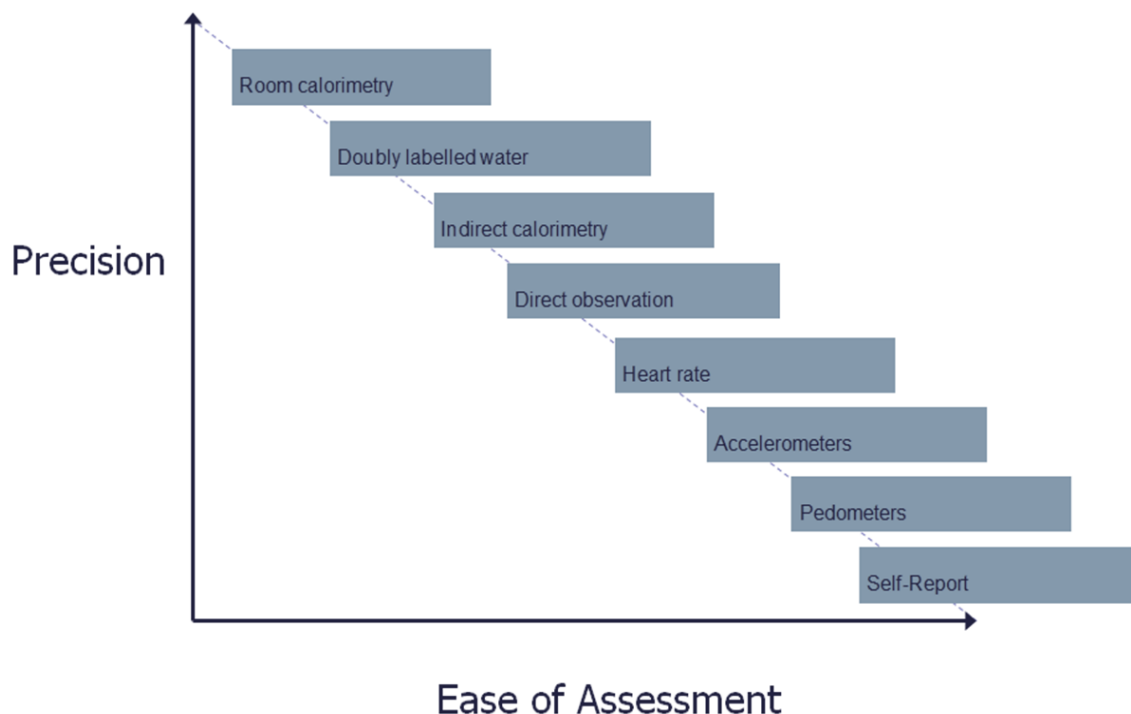 Room calorimetry
Doubly labelled water
Indirect calorimetry
Precision
Direct observation
Heart rate
Accelerometers
Pedometers
Self-Report
Ease of Assessment